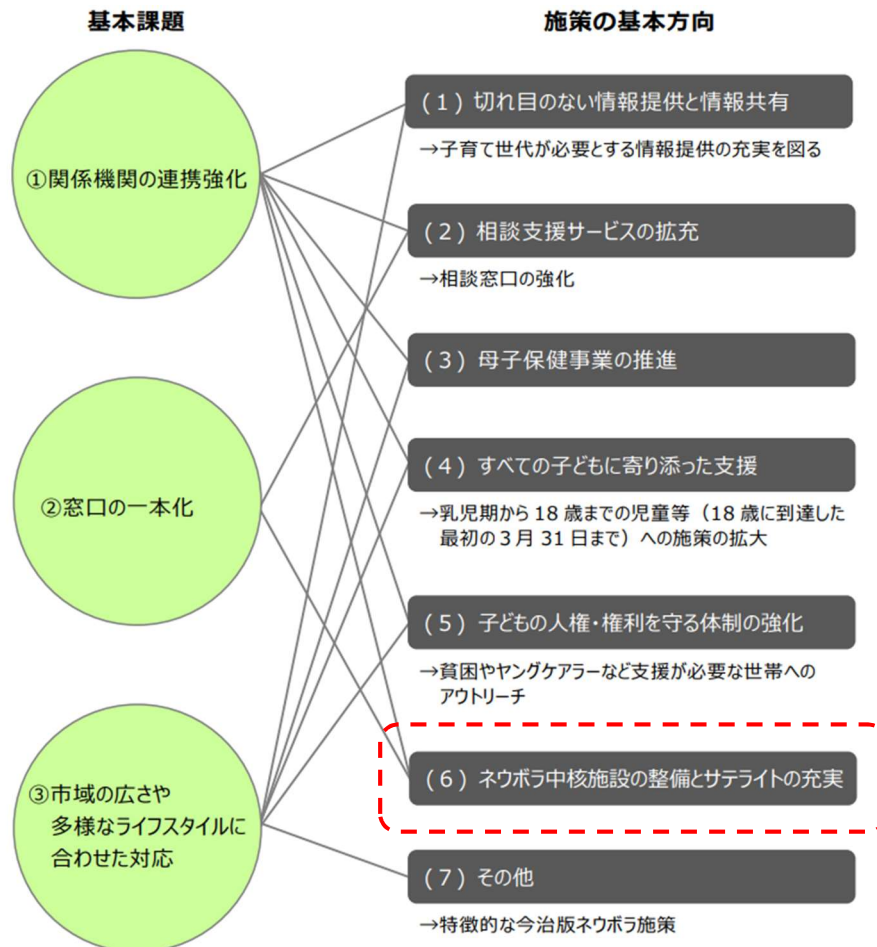 基本課題
施策の基本方向
①関係機関の連携強化
②窓口の一本化
③市域の広さや
多様なライフスタイルに
合わせた対応
(1) 切れ目のない情報提供と情報共有
→子育て世代が必要とする情報提供の充実を図る
(2) 相談支援サービスの拡充
→相談窓口の強化
(3) 母子保健事業の推進
(4) すべての子どもに寄り添った支援
→乳児期から 18 歳までの児童等（18 歳に到達した
最初の3月 31 日まで）への施策の拡大
(5) 子どもの人権・権利を守る体制の強化
→貧困やヤングケアラーなど支援が必要な世帯への
アウトリーチ
(6) ネウボラ中核施設の整備とサテライトの充実
(7) その他
→特徴的な今治版ネウボラ施策